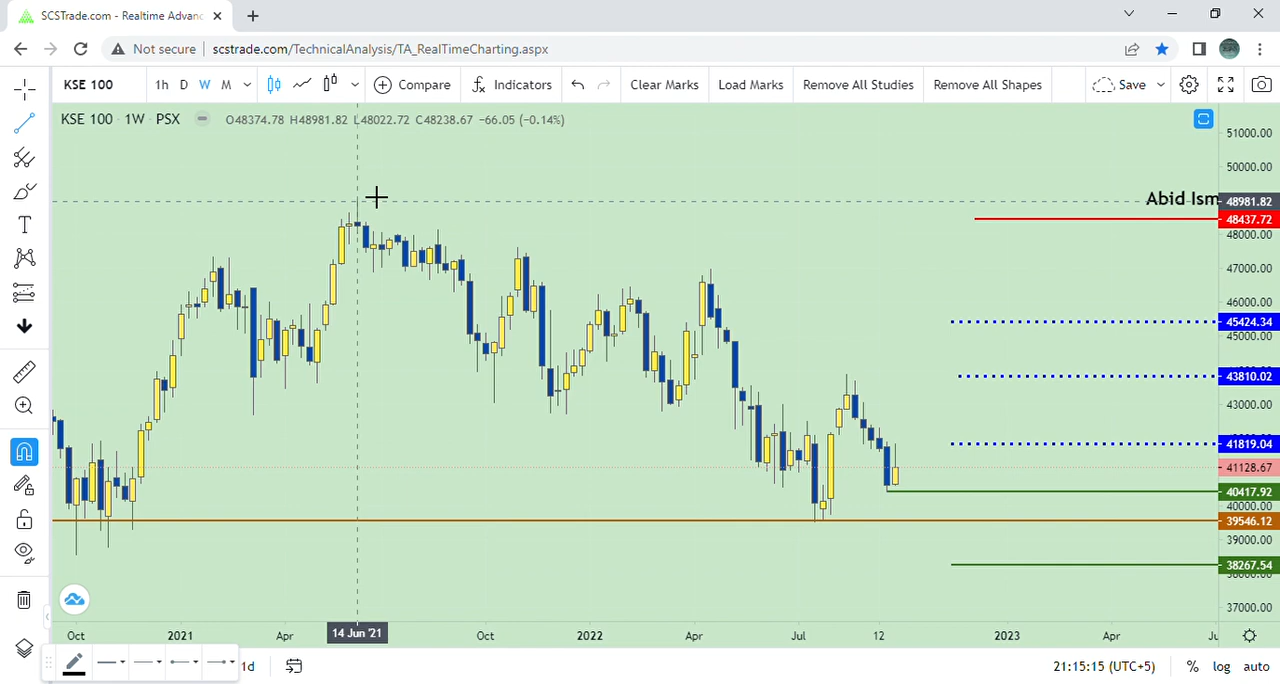 SCSTrade.com - Realtime Advanc
Not secure scstrade.com/TechnicalAnalysis/TA_RealTimeCharting.aspx
KSE 100 1h D W M Compare Indicators Clear Marks Load Marks Remove All Studies Remove All Shapes Save
KSE 100 · 1W · PSX O48374.78 H48981.82 L48022.72 C48238.67 −66.05 (−0.14%)
51000.00
50000.00
Abid Ism 48981.82
48437.72
48000.00
47000.00
46000.00
45424.34
45000.00
43810.02
43000.00
41819.04
41128.67
40417.92
40000.00
39546.12
39000.00
38267.54
38000.00
37000.00
Oct 2021 Apr 14 Jun '21 Oct 2022 Apr Jul 12 2023 Apr Ju
1d 21:15:15 (UTC+5) % log auto